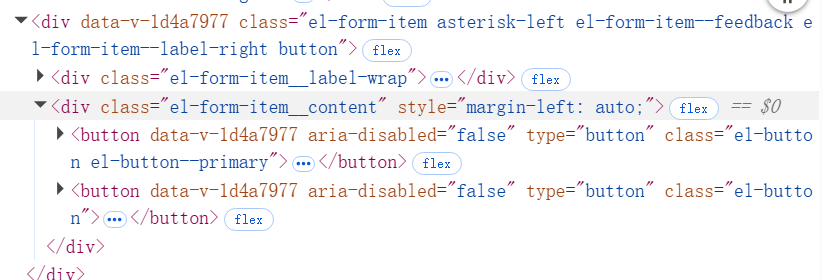 <div data-v-1d4a7977 class="el-form-item asterisk-left el-form-item--feedback e
l-form-item--label-right button"> flex
<div class="el-form-item__label-wrap"> ••• </div> flex
<div class="el-form-item__content" style="margin-left: auto;"> flex == $0
<button data-v-1d4a7977 aria-disabled="false" type="button" class="el-butto
n el-button--primary"> ••• </button> flex
<button data-v-1d4a7977 aria-disabled="false" type="button" class="el-butto
n"> ••• </button> flex
</div>
</div>